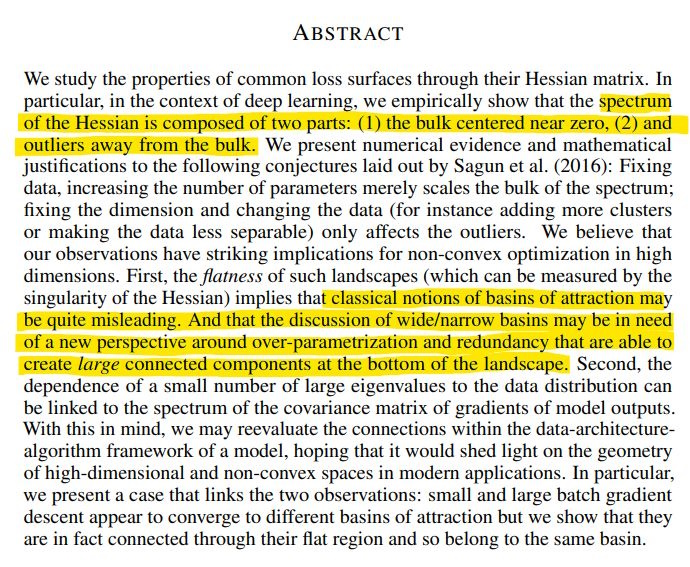 ABSTRACT
We study the properties of common loss surfaces through their Hessian matrix. In
particular, in the context of deep learning, we empirically show that the spectrum
of the Hessian is composed of two parts: (1) the bulk centered near zero, (2) and
outliers away from the bulk. We present numerical evidence and mathematical
justifications to the following conjectures laid out by Sagun et al. (2016): Fixing
data, increasing the number of parameters merely scales the bulk of the spectrum;
fixing the dimension and changing the data (for instance adding more clusters
or making the data less separable) only affects the outliers. We believe that
our observations have striking implications for non-convex optimization in high
dimensions. First, the flatness of such landscapes (which can be measured by the
singularity of the Hessian) implies that classical notions of basins of attraction may
be quite misleading. And that the discussion of wide/narrow basins may be in need
of a new perspective around over-parametrization and redundancy that are able to
create large connected components at the bottom of the landscape. Second, the
dependence of a small number of large eigenvalues to the data distribution can
be linked to the spectrum of the covariance matrix of gradients of model outputs.
With this in mind, we may reevaluate the connections within the data-architecture-
algorithm framework of a model, hoping that it would shed light on the geometry
of high-dimensional and non-convex spaces in modern applications. In particular,
we present a case that links the two observations: small and large batch gradient
descent appear to converge to different basins of attraction but we show that they
are in fact connected through their flat region and so belong to the same basin.